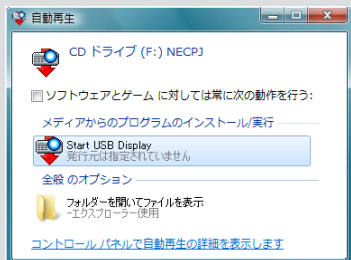 自動再生
CD ドライブ (F:) NECPJ
ソフトウェアとゲーム に対しては常に次の動作を行う:
メディアからのプログラムのインストール/実行
Start USB Display
発行元は指定されていません
全般 のオプション
フォルダーを開いてファイルを表示
-エクスプローラー使用
コントロール パネルで自動再生の詳細を表示します